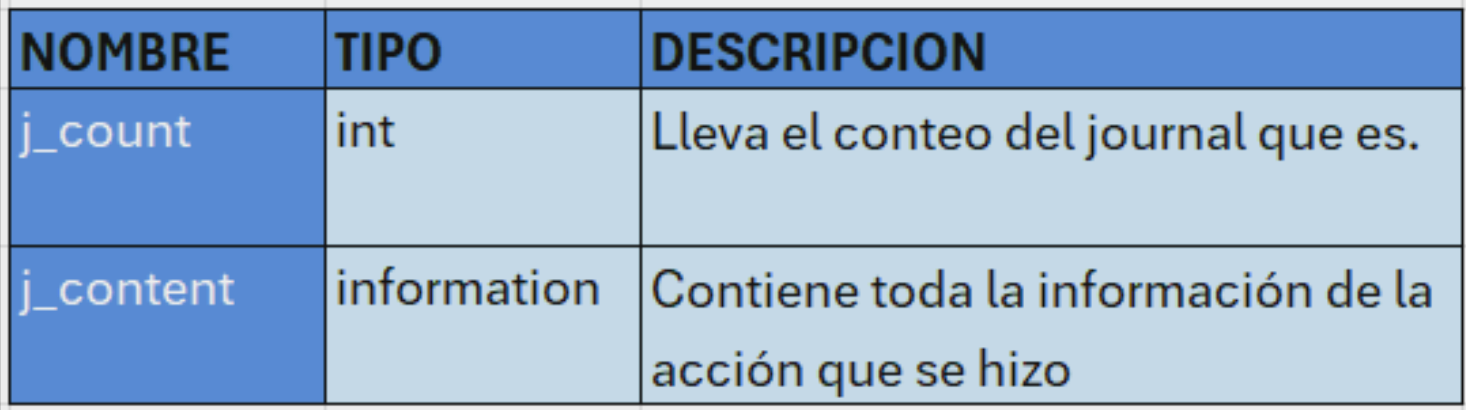 NOMBRE TIPO DESCRIPCION
j_count int Lleva el conteo del journal que es.
j_content information Contiene toda la información de la
acción que se hizo